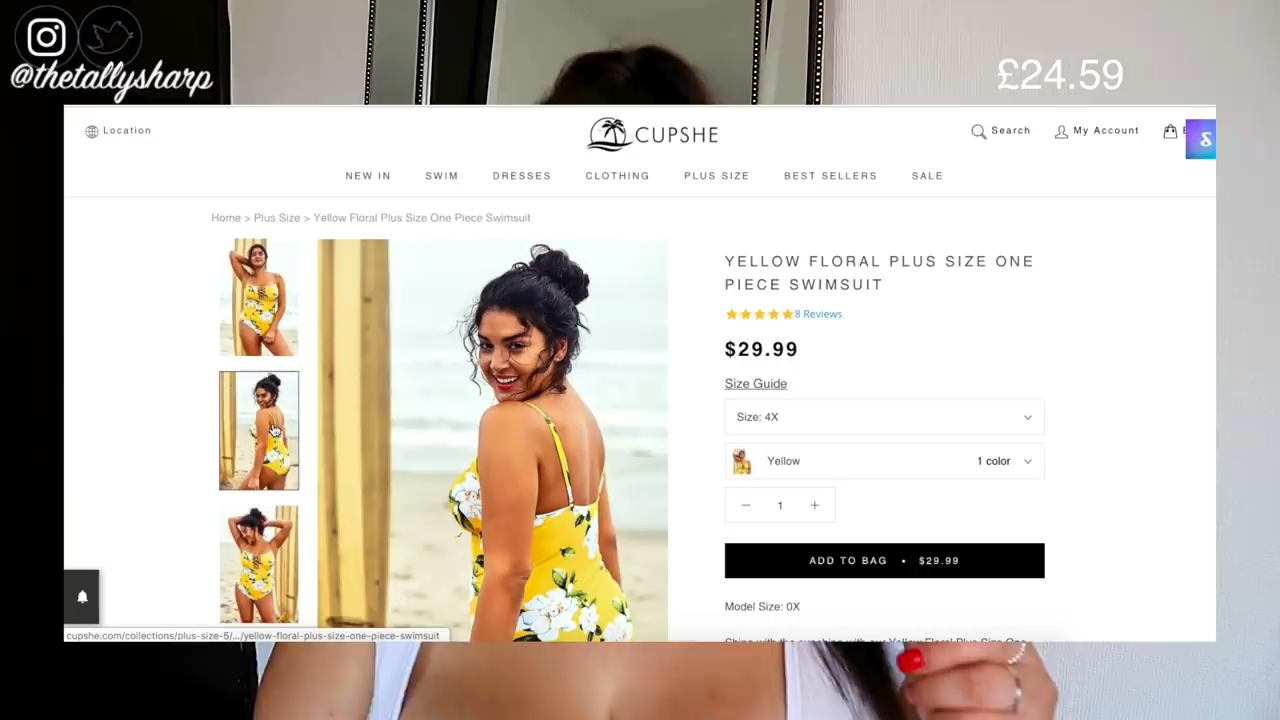 @thetallysharp
£24.59
Location
CUPSHE
Search
My Account
NEW IN
SWIM
DRESSES
CLOTHING
PLUS SIZE
BEST SELLERS
SALE
Home > Plus Size > Yellow Floral Plus Size One Piece Swimsuit
YELLOW FLORAL PLUS SIZE ONE
PIECE SWIMSUIT
8 Reviews
$29.99
Size Guide
Size: 4X
Yellow
1 color
− 1 +
ADD TO BAG • $29.99
Model Size: 0X
cupshe.com/collections/plus-size-5/.../yellow-floral-plus-size-one-piece-swimsuit